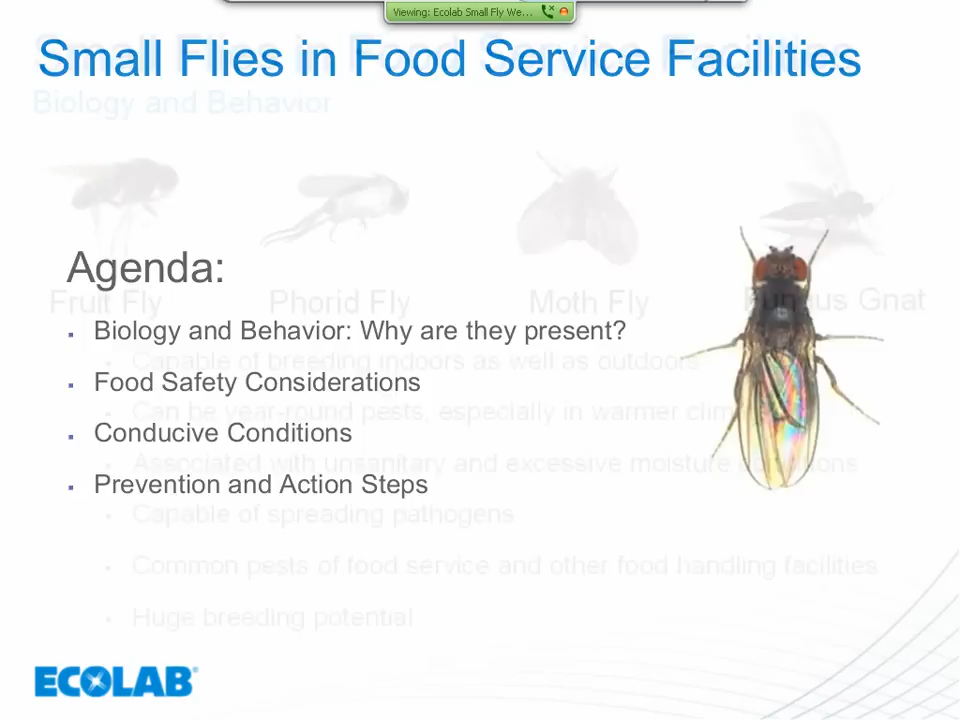 Viewing: Ecolab Small Fly We...
Small Flies in Food Service Facilities
Biology and Behavior
Agenda:
Fruit Fly Phorid Fly Moth Fly Fungus Gnat
Biology and Behavior: Why are they present?
Capable of breeding indoors as well as outdoors
Food Safety Considerations
Can be year-round pests, especially in warmer
Conducive Conditions
Associated with unsanitary and excessive moisture conditions
Prevention and Action Steps
Capable of spreading pathogens
Common pests of food service and other food handling facilities
Huge breeding potential
ECOLAB®